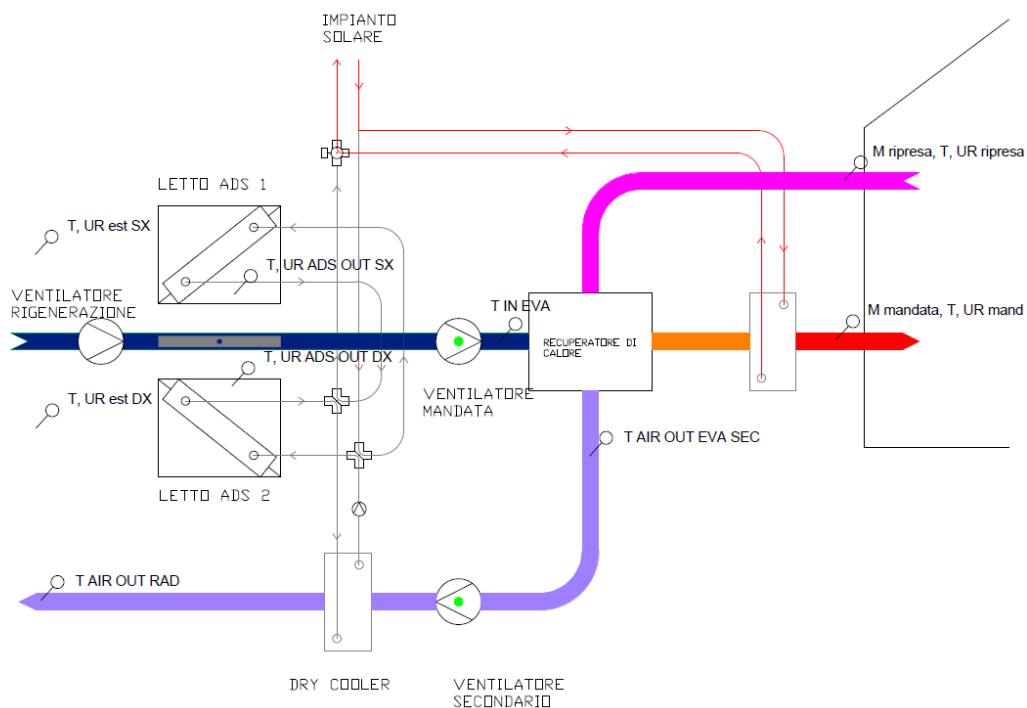 IMPIANTO
SOLARE
M ripresa, T, UR ripresa
LETTO ADS 1
T, UR est SX
T, UR ADS OUT SX
VENTILATORE
RIGENERAZIONE
T IN EVA
M mandata, T, UR mand
RECUPERATORE DI
CALORE
T, UR ADS OUT DX
T, UR est DX
VENTILATORE
MANDATA
T AIR OUT EVA SEC
LETTO ADS 2
T AIR OUT RAD
DRY COOLER
VENTILATORE
SECONDARIO